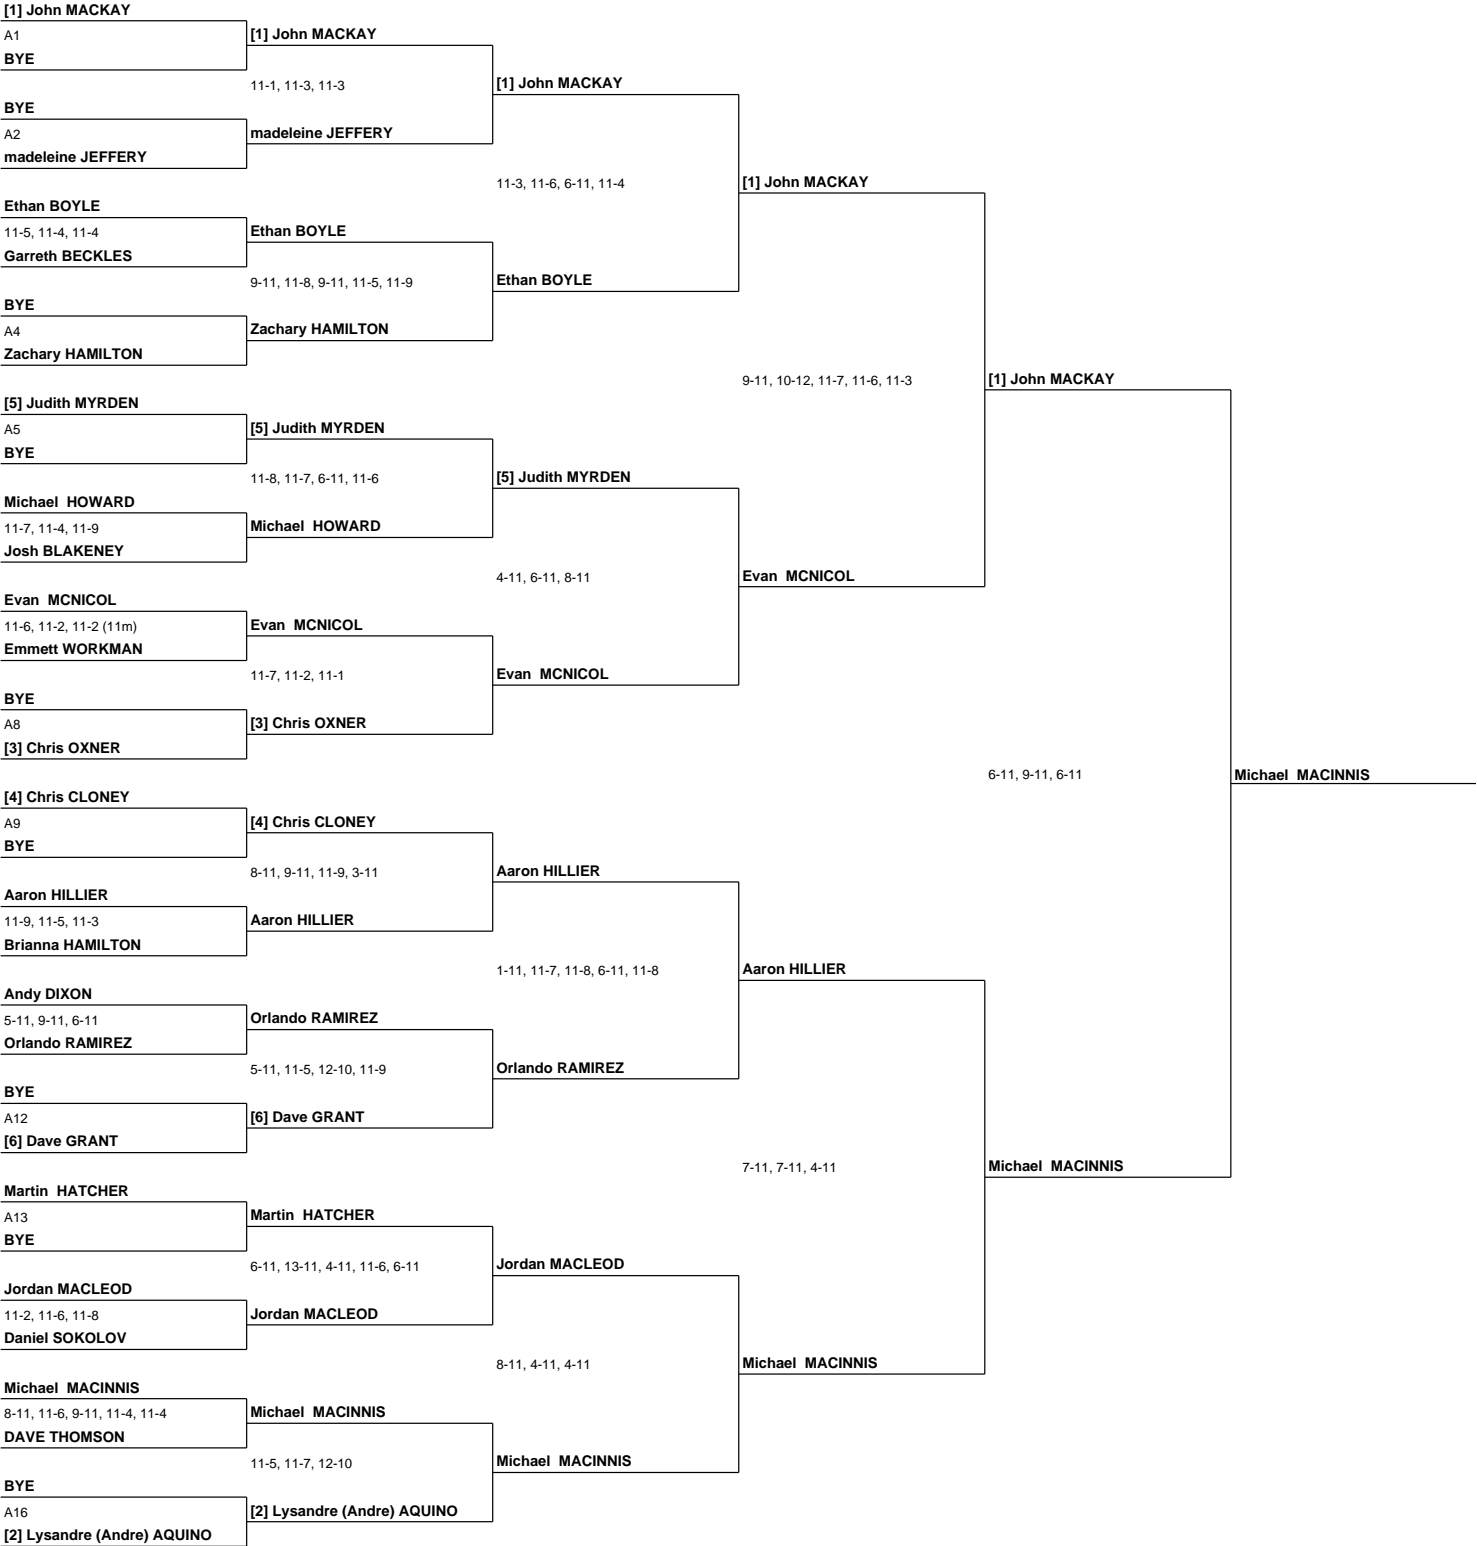 [1] John MACKAY
A1
BYE
BYE
A2
madeleine JEFFERY
Ethan BOYLE
11-5, 11-4, 11-4
Garreth BECKLES
BYE
A4
Zachary HAMILTON
[5] Judith MYRDEN
A5
BYE
Michael HOWARD
11-7, 11-4, 11-9
Josh BLAKENEY
Evan MCNICOL
11-6, 11-2, 11-2 (11m)
Emmett WORKMAN
BYE
A8
[3] Chris OXNER
[4] Chris CLONEY
A9
BYE
Aaron HILLIER
11-9, 11-5, 11-3
Brianna HAMILTON
Andy DIXON
5-11, 9-11, 6-11
Orlando RAMIREZ
BYE
A12
[6] Dave GRANT
Martin HATCHER
A13
BYE
Jordan MACLEOD
11-2, 11-6, 11-8
Daniel SOKOLOV
Michael MACINNIS
8-11, 11-6, 9-11, 11-4, 11-4
DAVE THOMSON
BYE
A16
[2] Lysandre (Andre) AQUINO
[1] John MACKAY
11-1, 11-3, 11-3
madeleine JEFFERY
Ethan BOYLE
9-11, 11-8, 9-11, 11-5, 11-9
Zachary HAMILTON
[5] Judith MYRDEN
11-8, 11-7, 6-11, 11-6
Michael HOWARD
Evan MCNICOL
11-7, 11-2, 11-1
[3] Chris OXNER
[4] Chris CLONEY
8-11, 9-11, 11-9, 3-11
Aaron HILLIER
Orlando RAMIREZ
5-11, 11-5, 12-10, 11-9
[6] Dave GRANT
Martin HATCHER
6-11, 13-11, 4-11, 11-6, 6-11
Jordan MACLEOD
Michael MACINNIS
11-5, 11-7, 12-10
[2] Lysandre (Andre) AQUINO
[1] John MACKAY
11-3, 11-6, 6-11, 11-4
Ethan BOYLE
[5] Judith MYRDEN
4-11, 6-11, 8-11
Evan MCNICOL
Aaron HILLIER
1-11, 11-7, 11-8, 6-11, 11-8
Orlando RAMIREZ
Jordan MACLEOD
8-11, 4-11, 4-11
Michael MACINNIS
[1] John MACKAY
9-11, 10-12, 11-7, 11-6, 11-3
Evan MCNICOL
Aaron HILLIER
7-11, 7-11, 4-11
Michael MACINNIS
[1] John MACKAY
6-11, 9-11, 6-11
Michael MACINNIS
Michael MACINNIS